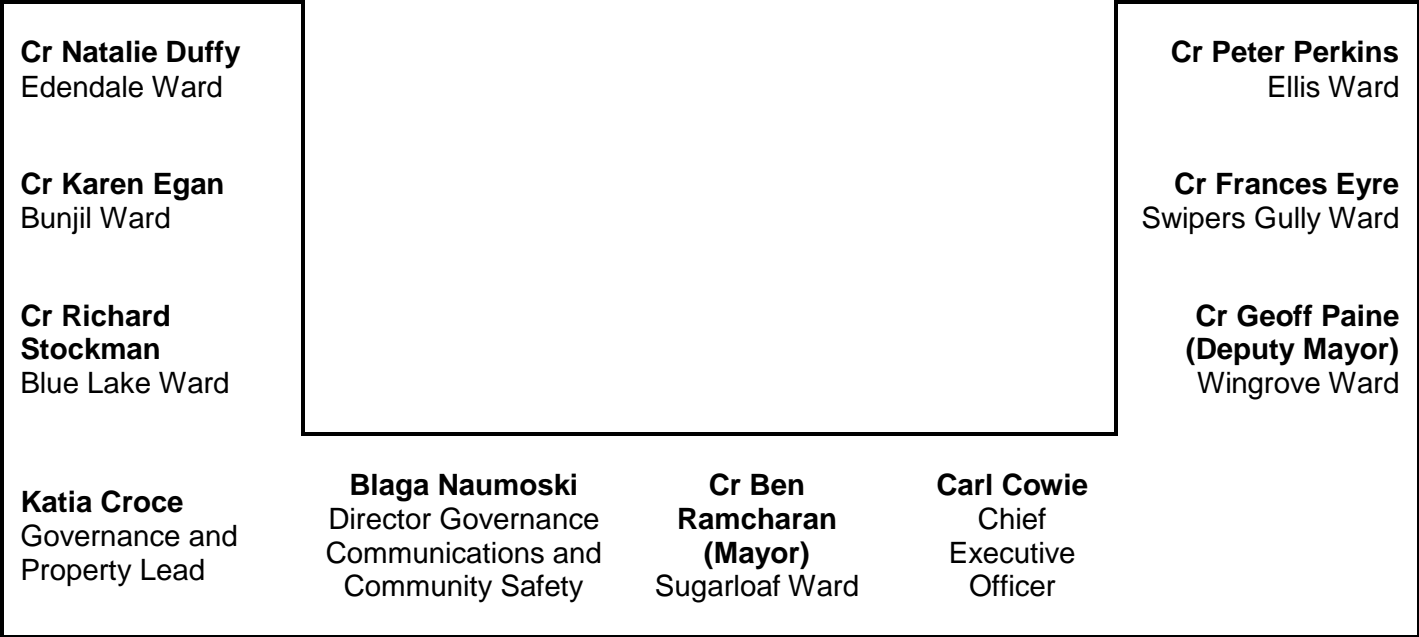 Cr Natalie Duffy
Edendale Ward
Cr Peter Perkins
Ellis Ward
Cr Karen Egan
Bunjil Ward
Cr Frances Eyre
Swipers Gully Ward
Cr Richard
Stockman
Blue Lake Ward
Cr Geoff Paine
(Deputy Mayor)
Wingrove Ward
Katia Croce
Governance and
Property Lead
Blaga Naumoski
Director Governance
Communications and
Community Safety
Cr Ben
Ramcharan
(Mayor)
Sugarloaf Ward
Carl Cowie
Chief
Executive
Officer